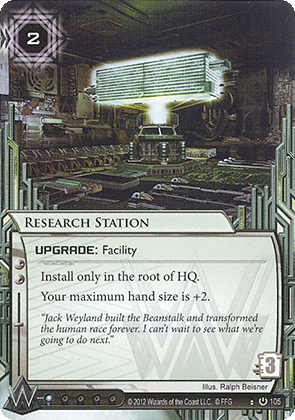 2
RESEARCH STATION
UPGRADE: Facility
Install only in the root of HQ.
Your maximum hand size is +2.
"Jack Weyland built the Beanstalk and transformed
the human race forever. I can't wait to see what we're
going to do next."
3
Illus. Ralph Beisner
© 2012 Wizards of the Coast LLC. © FFG
105